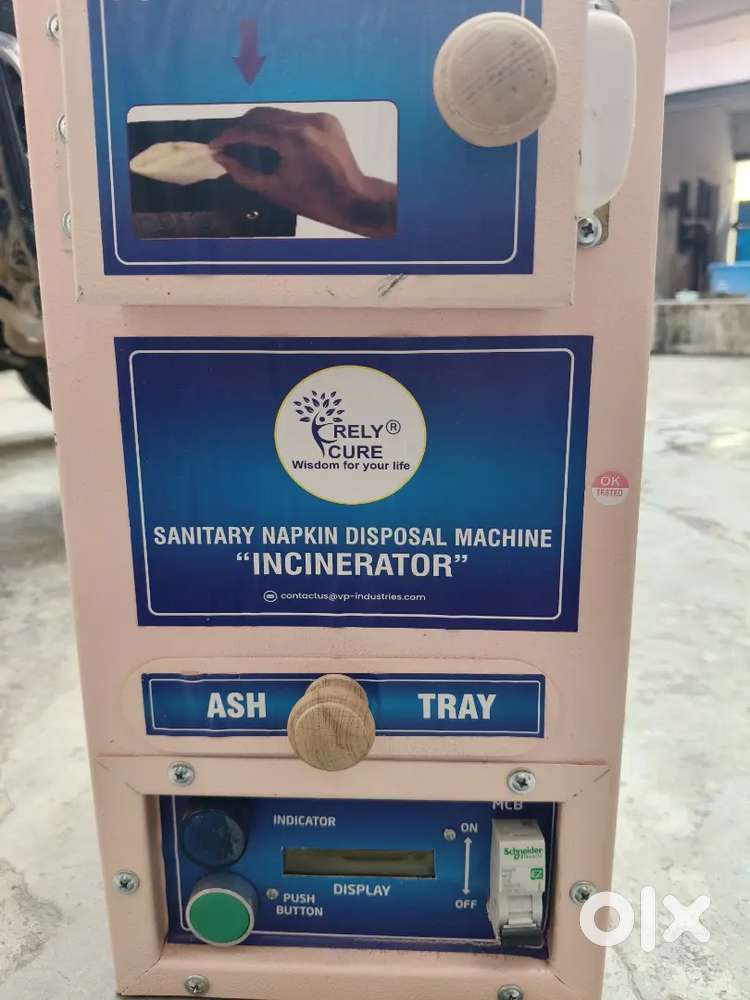 RELY®
CURE
Wisdom for your life
OK
TESTED
SANITARY NAPKIN DISPOSAL MACHINE
“INCINERATOR”
contactus@vp-industries.com
ASH TRAY
MCB
INDICATOR
ON
Schneider
DISPLAY
PUSH
BUTTON
OFF
EZ
olx